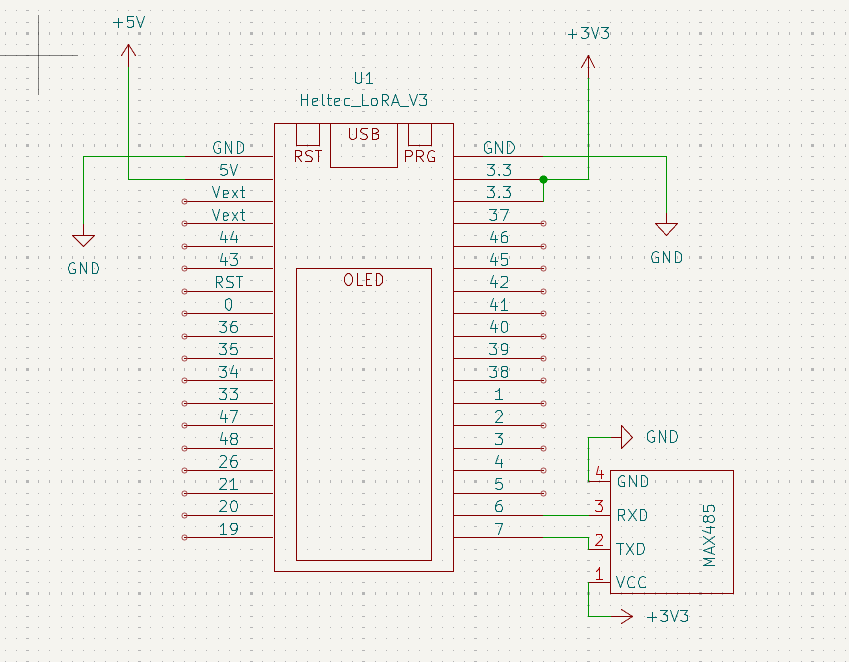 +5V
+3V3
U1
Heltec_LoRA_V3
USB
RST
PRG
GND
5V
Vext
Vext
44
43
RST
0
36
35
34
33
47
48
26
21
20
19
GND
3.3
3.3
37
46
45
42
41
40
39
38
1
2
3
4
5
6
7
OLED
GND
GND
GND
4
GND
3
RXD
2
TXD
1
VCC
MAX485
+3V3